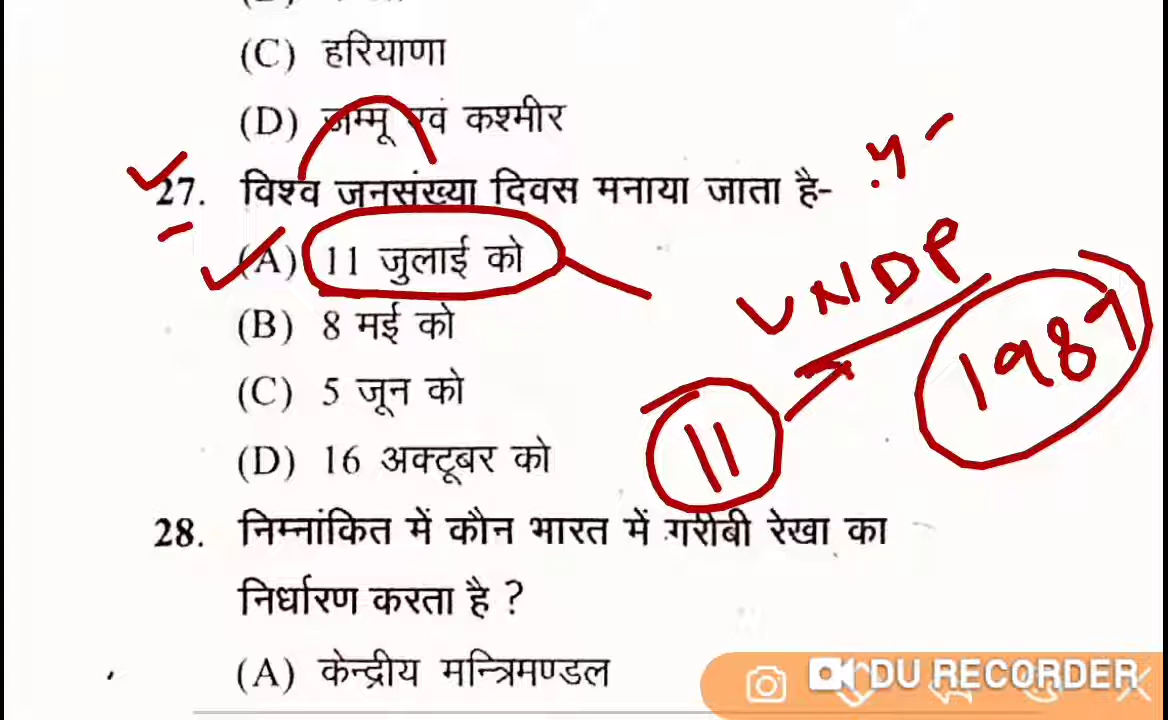 (C) हरियाणा
(D) जम्मू एवं कश्मीर
27. विश्व जनसंख्या दिवस मनाया जाता है-
(A) 11 जुलाई को
UNDP
1987
(B) 8 मई को
(C) 5 जून को
11
(D) 16 अक्टूबर को
28. निम्नांकित में कौन भारत में गरीबी रेखा का
निर्धारण करता है ?
(A) केन्द्रीय मन्त्रिमण्डल
DU RECORDER